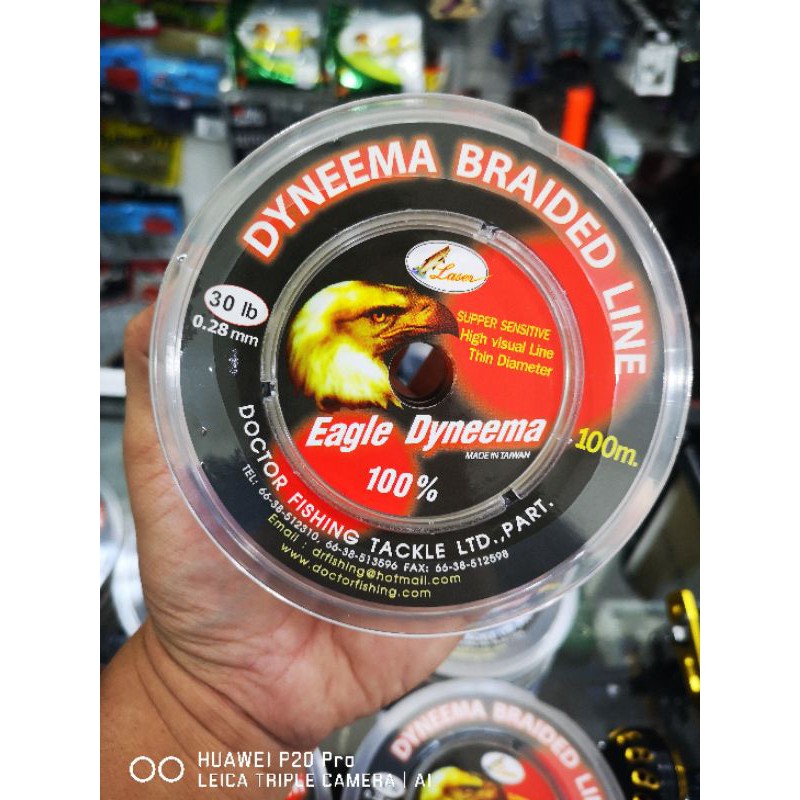 DYNEEMA BRAIDED LINE
30 lb
0.28mm
Laser
SUPPER SENSITIVE
High visual Line
Thin Diameter
Eagle Dyneema
MADE IN TAIWAN
100%
100m.
DOCTOR FISHING TACKLE LTD.,PART.
TEL: 66-38-512310, 66-38-513596 FAX: 66-38-512598
Email : drfishing@hotmail.com
www.doctorfishing.com
DYNEEMA BRAIDED LINE
HUAWEI P20 Pro
LEICA TRIPLE CAMERA | AI